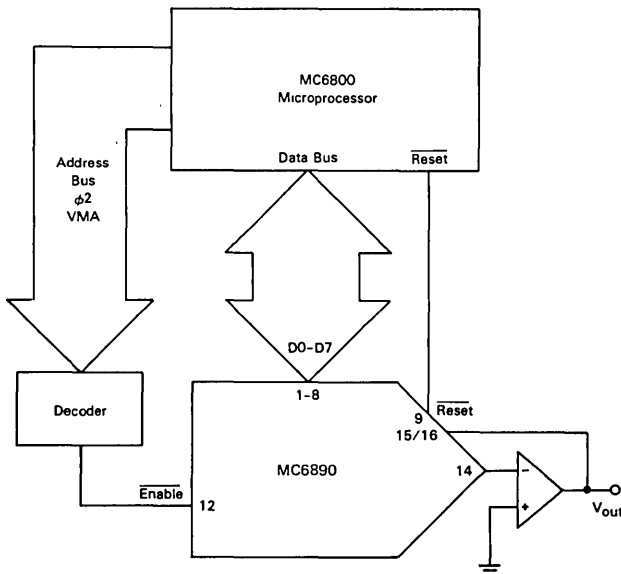 MC6800
Microprocessor
Data Bus
Reset
Address
Bus
ϕ2
VMA
D0-D7
1-8
Decoder
9
Reset
15/16
MC6890
14
Enable
12
-
+
Vout